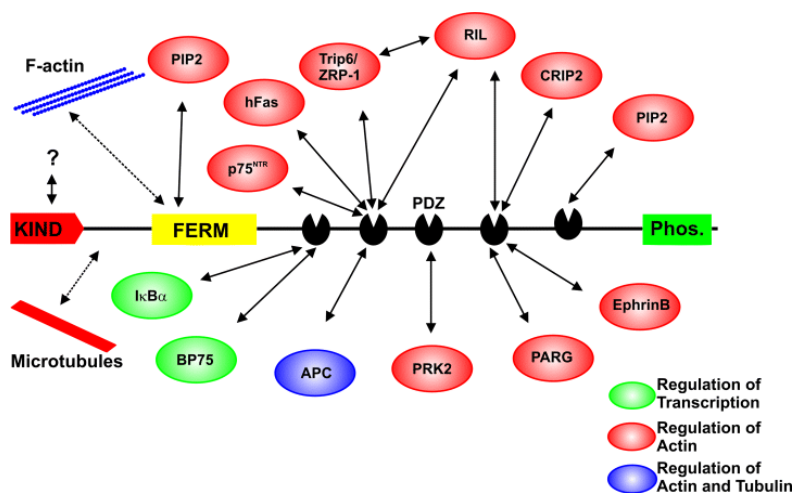 RIL
F-actin
PIP2
Trip6/
ZRP-1
CRIP2
hFas
PIP2
?
p75NTR
PDZ
KIND
FERM
Phos.
IκBα
EphrinB
Microtubules
BP75
APC
PRK2
PARG
Regulation of
Transcription
Regulation of
Actin
Regulation of
Actin and Tubulin